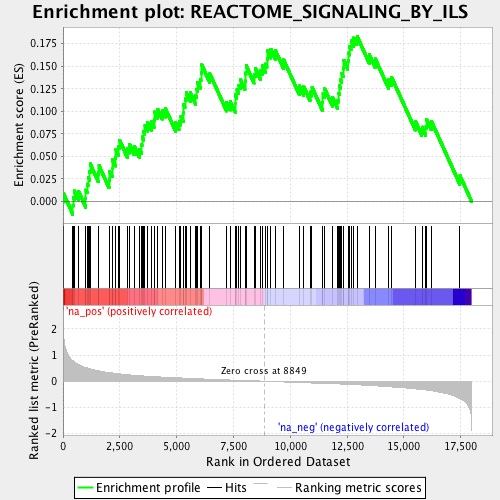 Enrichment plot: REACTOME_SIGNALING_BY_ILS
Enrichment score (ES)
0.175
0.150
0.125
0.100
0.075
0.050
0.025
0.000
'na_pos' (positively correlated)
Ranked list metric (PreRanked)
2
1
0
-1
-2
Zero cross at 8849
'na_neg' (negatively correlated)
0
2,500
5,000
7,500
10,000
12,500
15,000
17,500
Rank in Ordered Dataset
Enrichment profile
Hits
Ranking metric scores